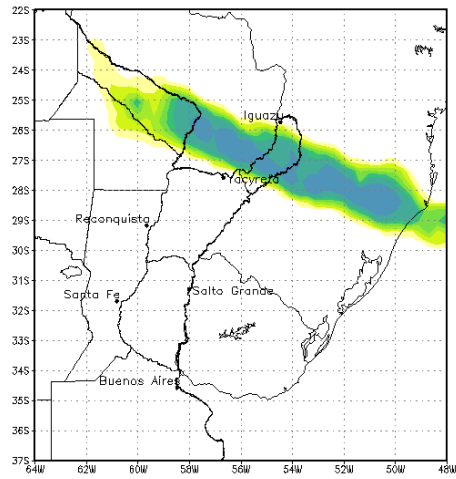 22S
23S
24S
25S
26S
27S
28S
29S
30S
31S
32S
33S
34S
35S
36S
37S
Iguazu
Yacyreta
Reconquista
Salto Grande
Santa Fe
Buenos Aires
64W 62W 60W 58W 56W 54W 52W 50W 48W